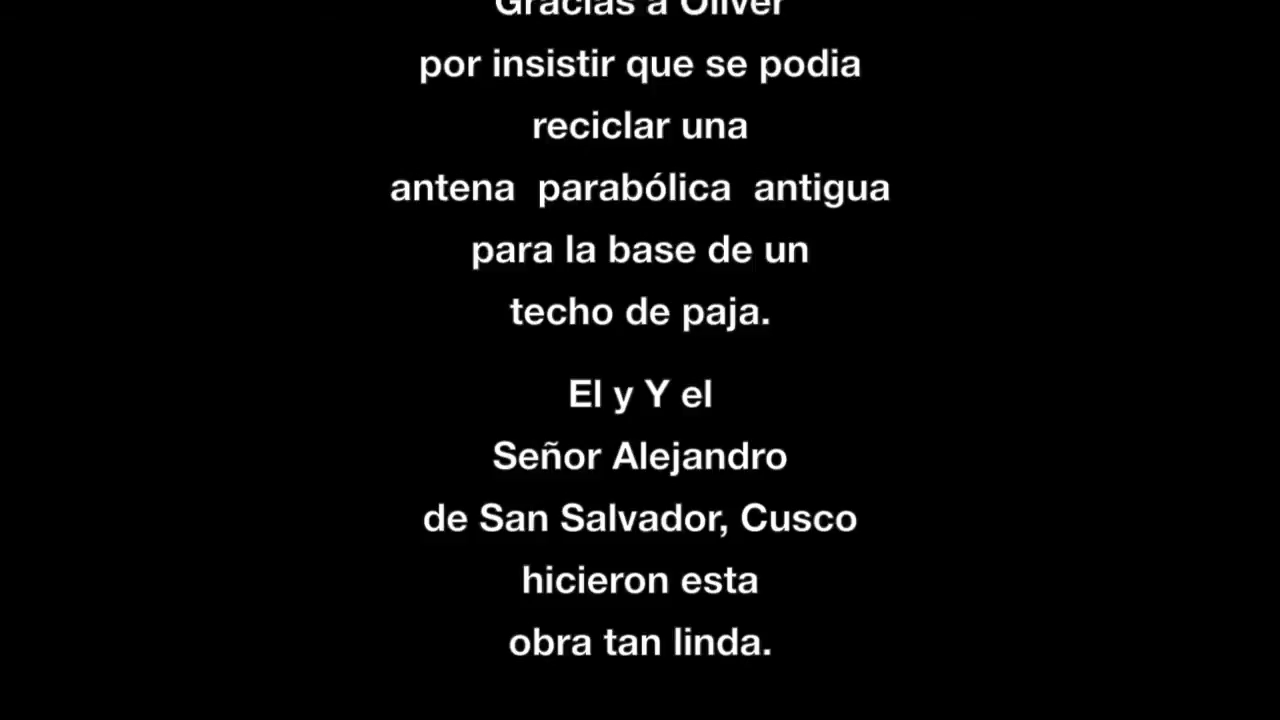 Gracias a Oliver
por insistir que se podia
reciclar una
antena parabólica antigua
para la base de un
techo de paja.
El y Y el
Señor Alejandro
de San Salvador, Cusco
hicieron esta
obra tan linda.